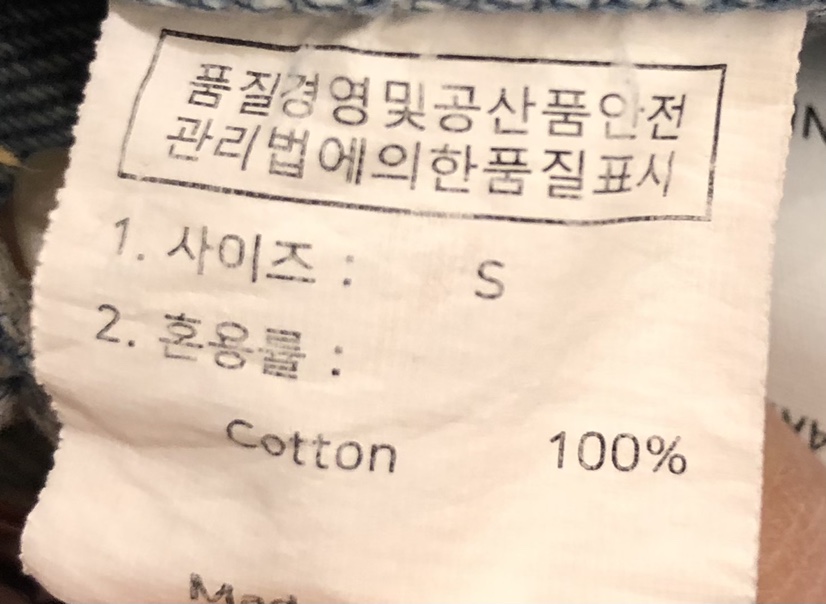 품질경영및공산품안전
관리법에의한품질표시
1. 사이즈 : S
2. 혼용률 :
Cotton 100%